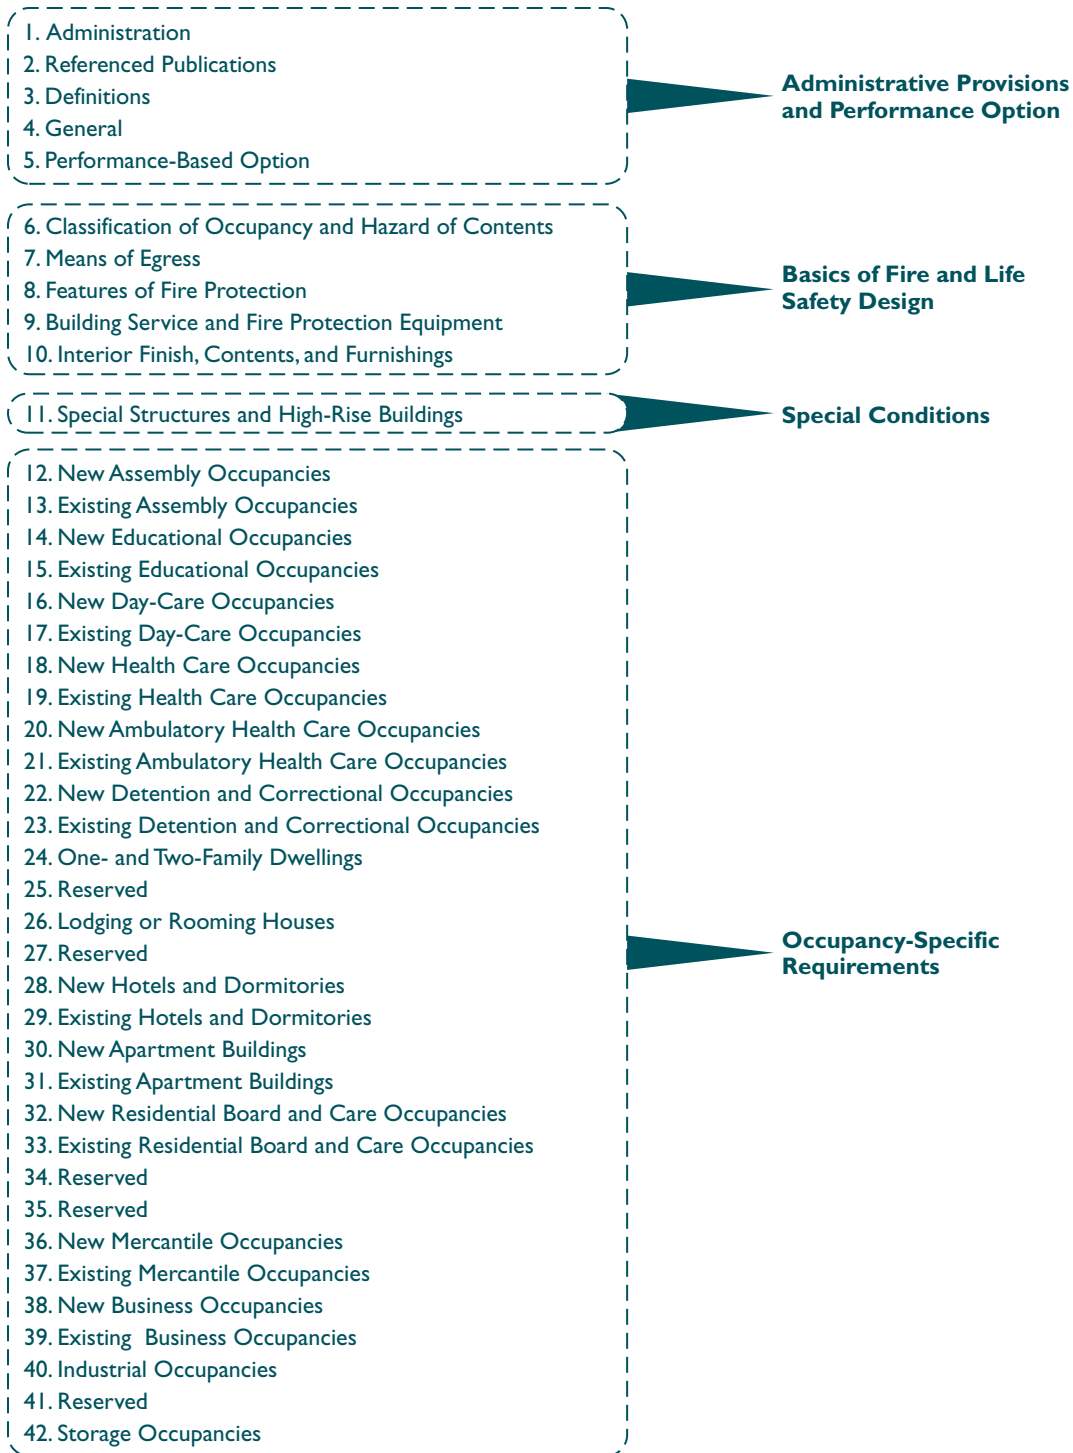 1. Administration
2. Referenced Publications
3. Definitions
4. General
5. Performance-Based Option
Administrative Provisions
and Performance Option
6. Classification of Occupancy and Hazard of Contents
7. Means of Egress
8. Features of Fire Protection
9. Building Service and Fire Protection Equipment
10. Interior Finish, Contents, and Furnishings
Basics of Fire and Life
Safety Design
11. Special Structures and High-Rise Buildings
Special Conditions
12. New Assembly Occupancies
13. Existing Assembly Occupancies
14. New Educational Occupancies
15. Existing Educational Occupancies
16. New Day-Care Occupancies
17. Existing Day-Care Occupancies
18. New Health Care Occupancies
19. Existing Health Care Occupancies
20. New Ambulatory Health Care Occupancies
21. Existing Ambulatory Health Care Occupancies
22. New Detention and Correctional Occupancies
23. Existing Detention and Correctional Occupancies
24. One- and Two-Family Dwellings
25. Reserved
26. Lodging or Rooming Houses
27. Reserved
28. New Hotels and Dormitories
29. Existing Hotels and Dormitories
30. New Apartment Buildings
31. Existing Apartment Buildings
32. New Residential Board and Care Occupancies
33. Existing Residential Board and Care Occupancies
34. Reserved
35. Reserved
36. New Mercantile Occupancies
37. Existing Mercantile Occupancies
38. New Business Occupancies
39. Existing Business Occupancies
40. Industrial Occupancies
41. Reserved
42. Storage Occupancies
Occupancy-Specific
Requirements